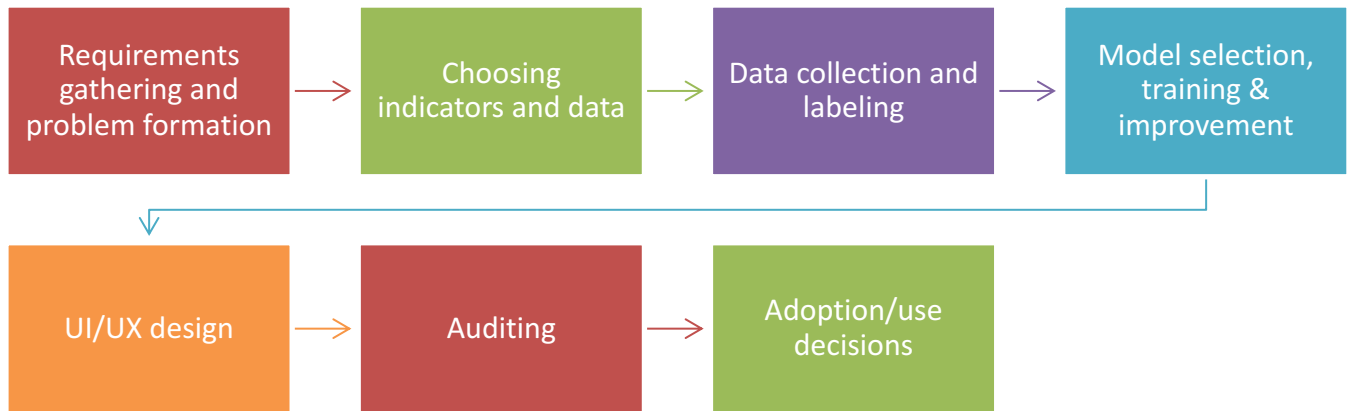 Requirements
gathering and
problem formation
Choosing
indicators and data
Data collection and
labeling
Model selection,
training &
improvement
UI/UX design
Auditing
Adoption/use
decisions